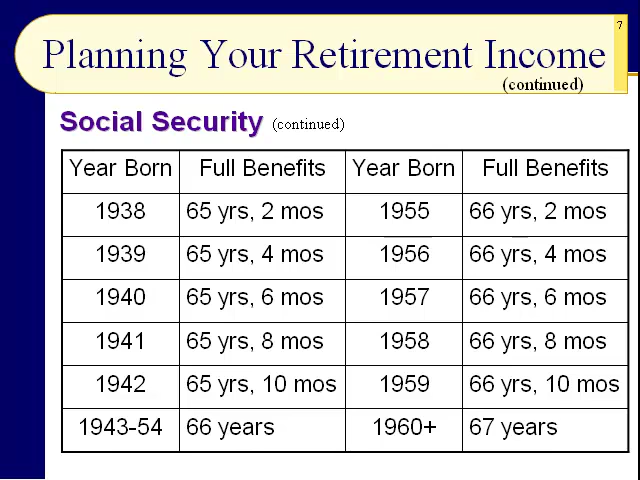 7
Planning Your Retirement Income
(continued)
Social Security (continued)
Year Born Full Benefits Year Born Full Benefits
1938 65 yrs, 2 mos 1955 66 yrs, 2 mos
1939 65 yrs, 4 mos 1956 66 yrs, 4 mos
1940 65 yrs, 6 mos 1957 66 yrs, 6 mos
1941 65 yrs, 8 mos 1958 66 yrs, 8 mos
1942 65 yrs, 10 mos 1959 66 yrs, 10 mos
1943-54 66 years 1960+ 67 years